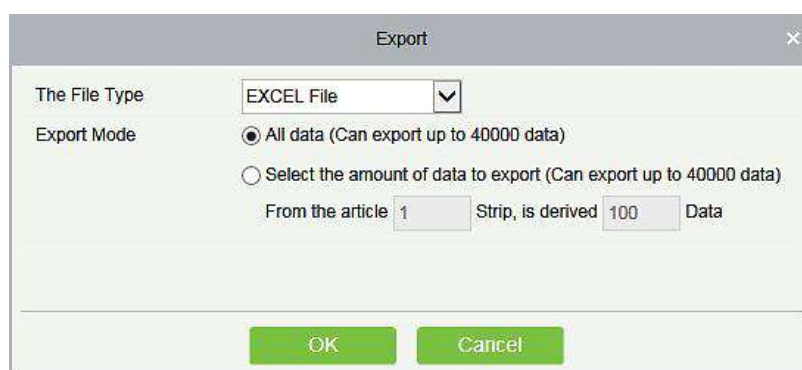 Export
The File Type EXCEL File
Export Mode All data (Can export up to 40000 data)
Select the amount of data to export (Can export up to 40000 data)
From the article 1 Strip, is derived 100 Data
OK Cancel